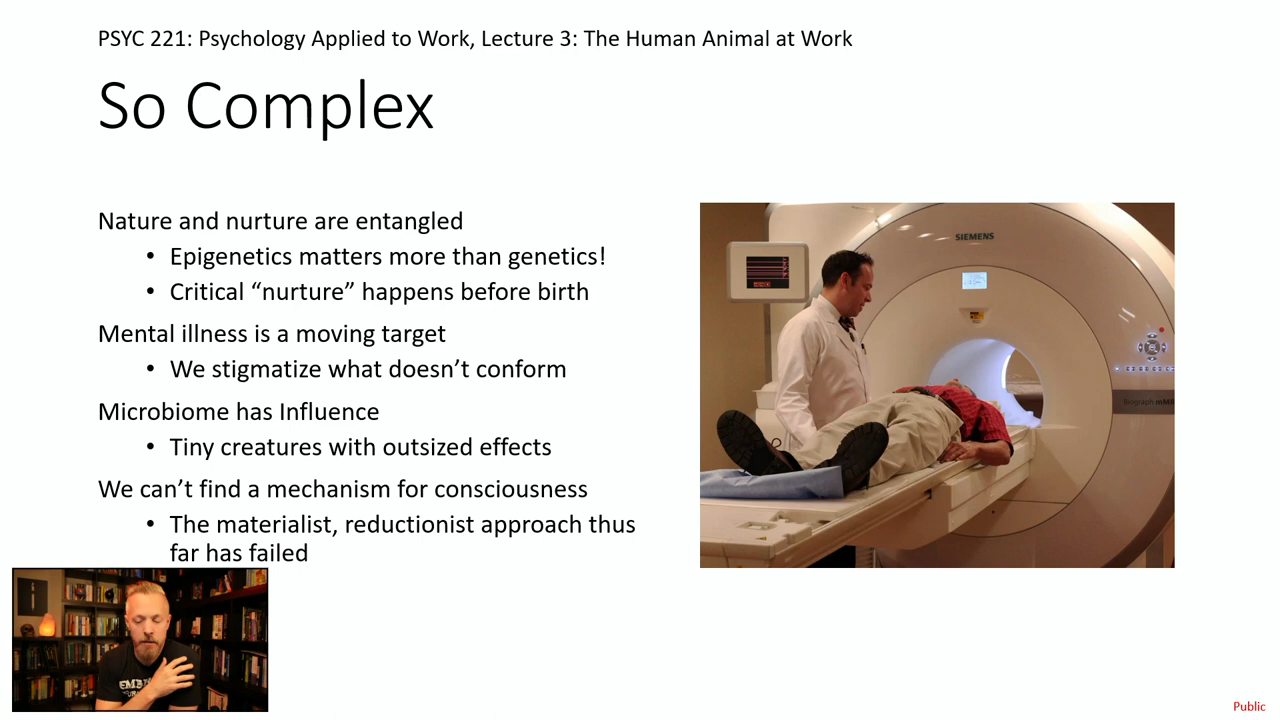 PSYC 221: Psychology Applied to Work, Lecture 3: The Human Animal at Work
So Complex
Nature and nurture are entangled
• Epigenetics matters more than genetics!
• Critical “nurture” happens before birth
Mental illness is a moving target
• We stigmatize what doesn’t conform
Microbiome has Influence
• Tiny creatures with outsized effects
We can’t find a mechanism for consciousness
• The materialist, reductionist approach thus
far has failed
SIEMENS
Biograph mMR
Public